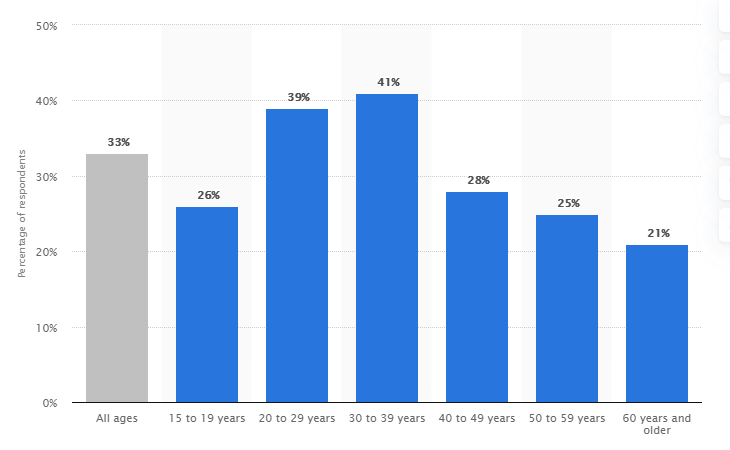 50%
40%
30%
20%
10%
0%
Percentage of respondents
33%
26%
39%
41%
28%
25%
21%
All ages
15 to 19 years
20 to 29 years
30 to 39 years
40 to 49 years
50 to 59 years
60 years and
older